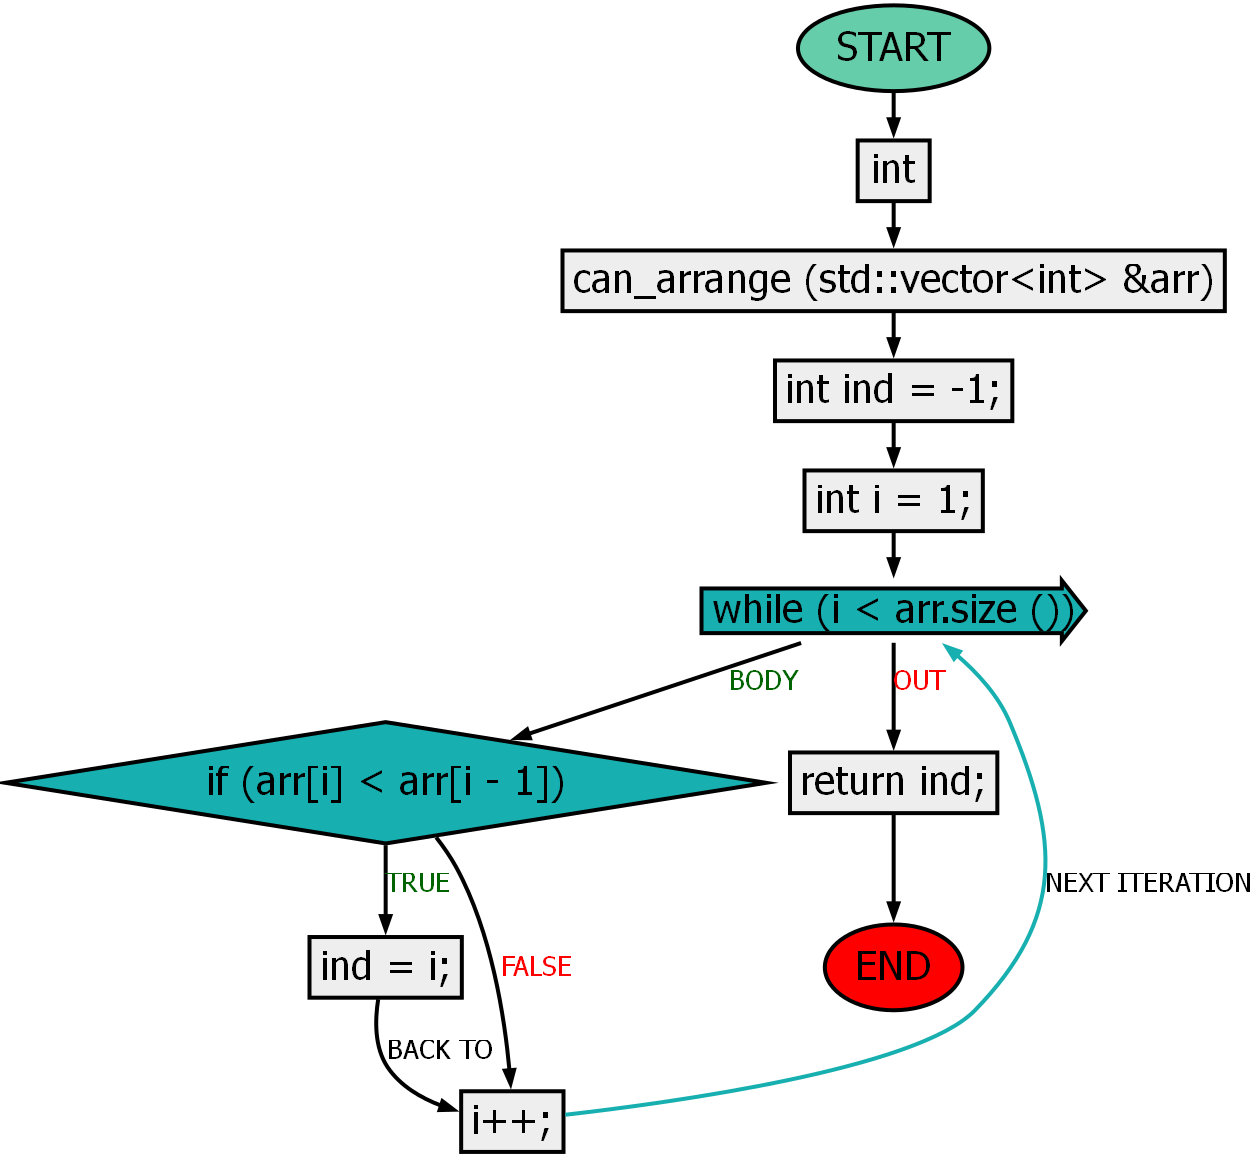 START
int
can_arrange (std::vector<int> &arr)
int ind = -1;
int i = 1;
while (i < arr.size ())
BODY
OUT
if (arr[i] < arr[i - 1])
return ind;
TRUE
NEXT ITERATION
ind = i;
FALSE
END
BACK TO
i++;